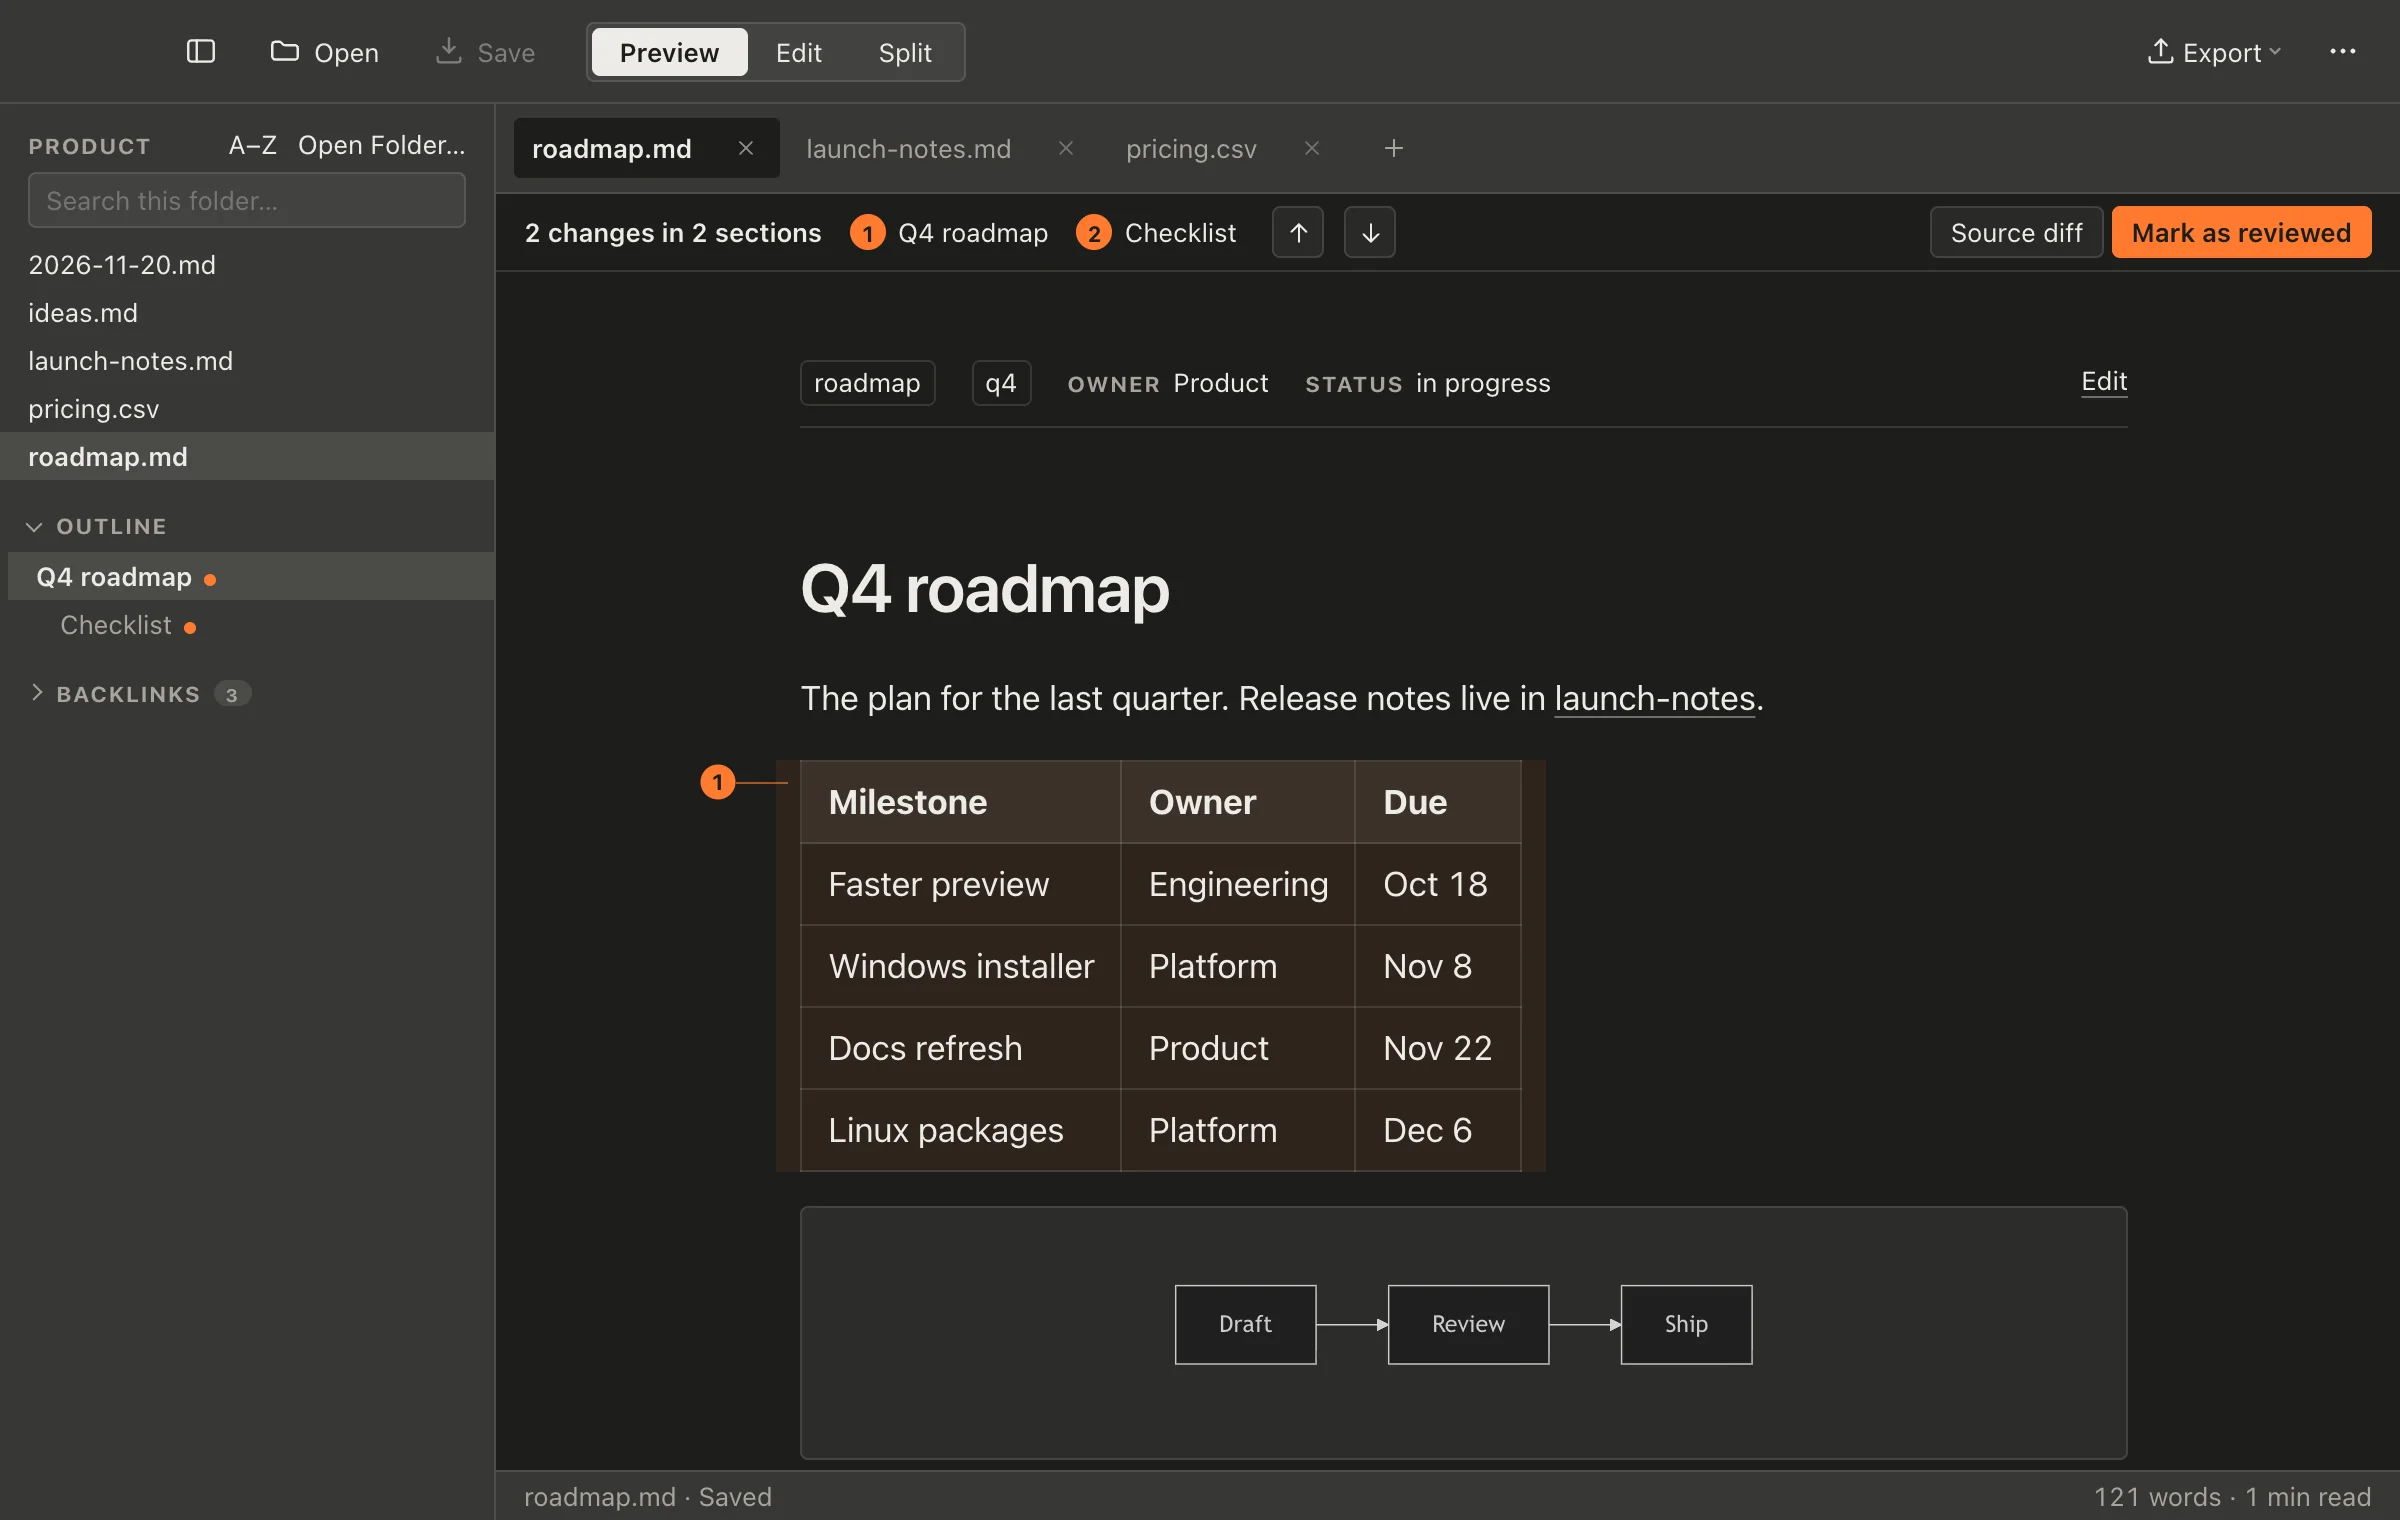 Open Save Preview Edit Split Export
PRODUCT A–Z Open Folder...
Search this folder...
2026-11-20.md
ideas.md
launch-notes.md
pricing.csv
roadmap.md
OUTLINE
Q4 roadmap
Checklist
BACKLINKS 3
roadmap.md launch-notes.md pricing.csv
2 changes in 2 sections 1 Q4 roadmap 2 Checklist Source diff Mark as reviewed
roadmap q4 OWNER Product STATUS in progress Edit
Q4 roadmap
The plan for the last quarter. Release notes live in launch-notes.
1
Milestone Owner Due
Faster preview Engineering Oct 18
Windows installer Platform Nov 8
Docs refresh Product Nov 22
Linux packages Platform Dec 6
Draft Review Ship
roadmap.md · Saved 121 words · 1 min read